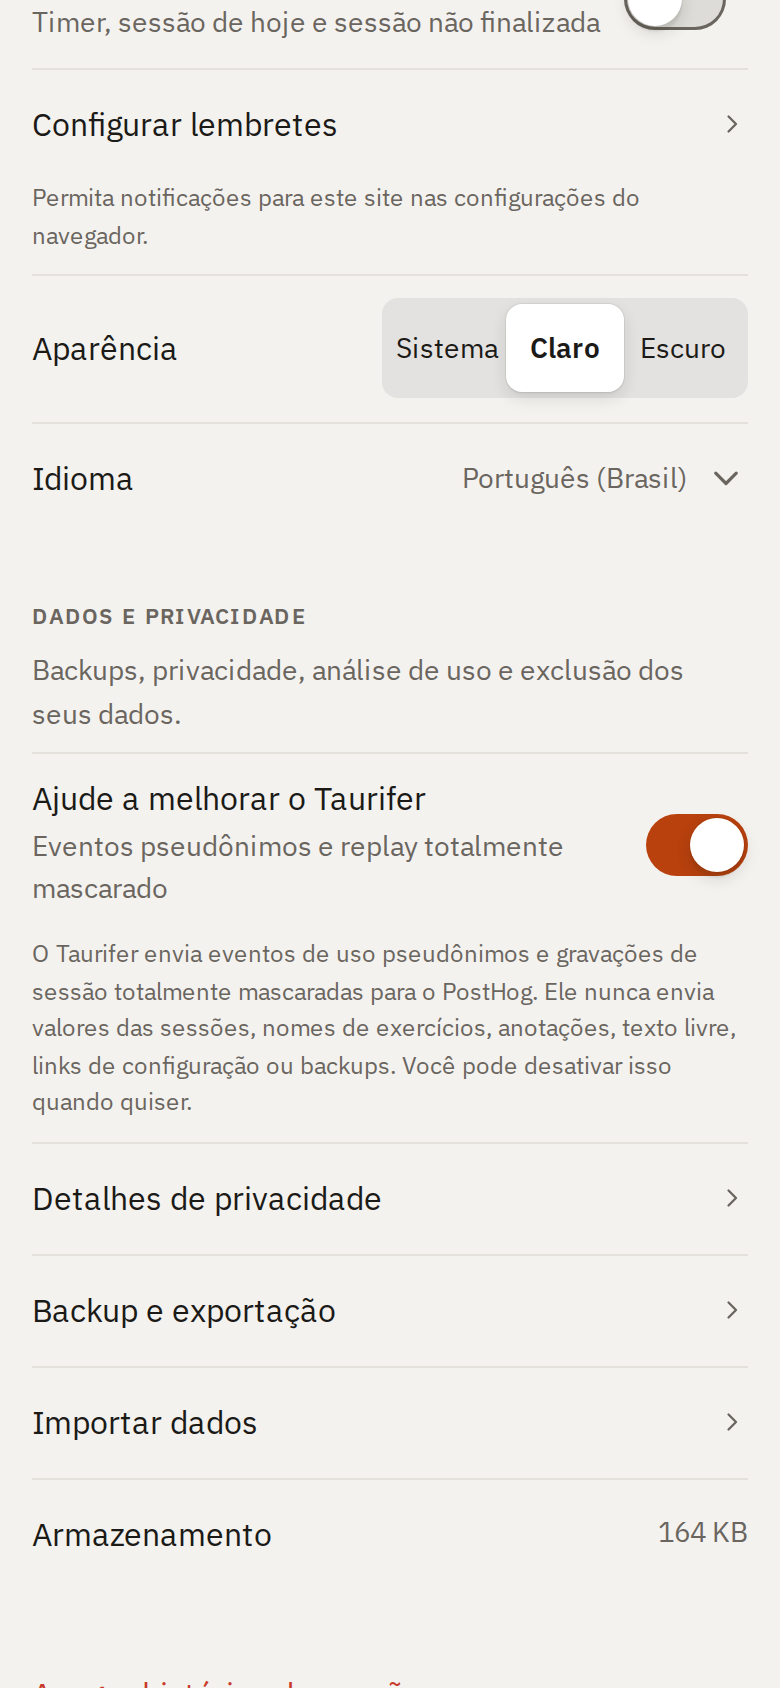 Timer, sessão de hoje e sessão não finalizada
Configurar lembretes
Permita notificações para este site nas configurações do
navegador.
Aparência
Sistema Claro Escuro
Idioma
Português (Brasil)
DADOS E PRIVACIDADE
Backups, privacidade, análise de uso e exclusão dos
seus dados.
Ajude a melhorar o Taurifer
Eventos pseudônimos e replay totalmente
mascarado
O Taurifer envia eventos de uso pseudônimos e gravações de
sessão totalmente mascaradas para o PostHog. Ele nunca envia
valores das sessões, nomes de exercícios, anotações, texto livre,
links de configuração ou backups. Você pode desativar isso
quando quiser.
Detalhes de privacidade
Backup e exportação
Importar dados
Armazenamento
164 KB